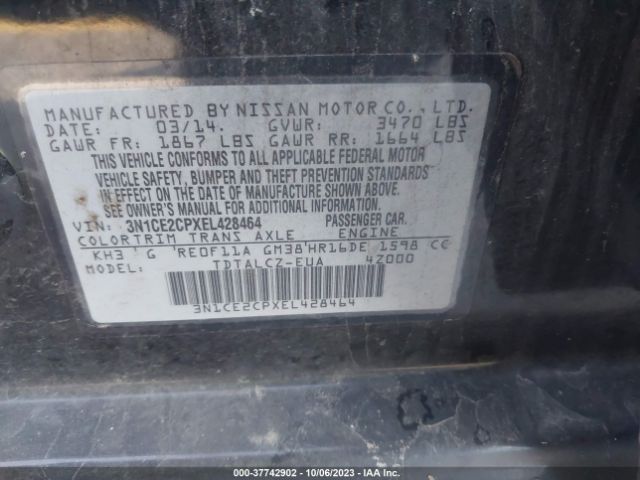 MANUFACTURED BY NISSAN MOTOR CO., LTD.
DATE: 03/14. GVWR: 3470 LBS
GAWR FR: 1867 LBS GAWR RR: 1664 LBS
THIS VEHICLE CONFORMS TO ALL APPLICABLE FEDERAL MOTOR
VEHICLE SAFETY, BUMPER AND THEFT PREVENTION STANDARDS
IN EFFECT ON THE DATE OF MANUFACTURE SHOWN ABOVE.
SEE OWNER'S MANUAL FOR ADDITIONAL INFORMATION.
VIN: 3N1CE2CPXEL428464 PASSENGER CAR.
COLOR TRIM TRANS AXLE ENGINE
KH3 G RE0F11A GM38 HR16DE 1598 CC
MODEL: TDTALCZ-EUA 4Z000
3N1CE2CPXEL428464
000-37742902 - 10/06/2023 - IAA Inc.